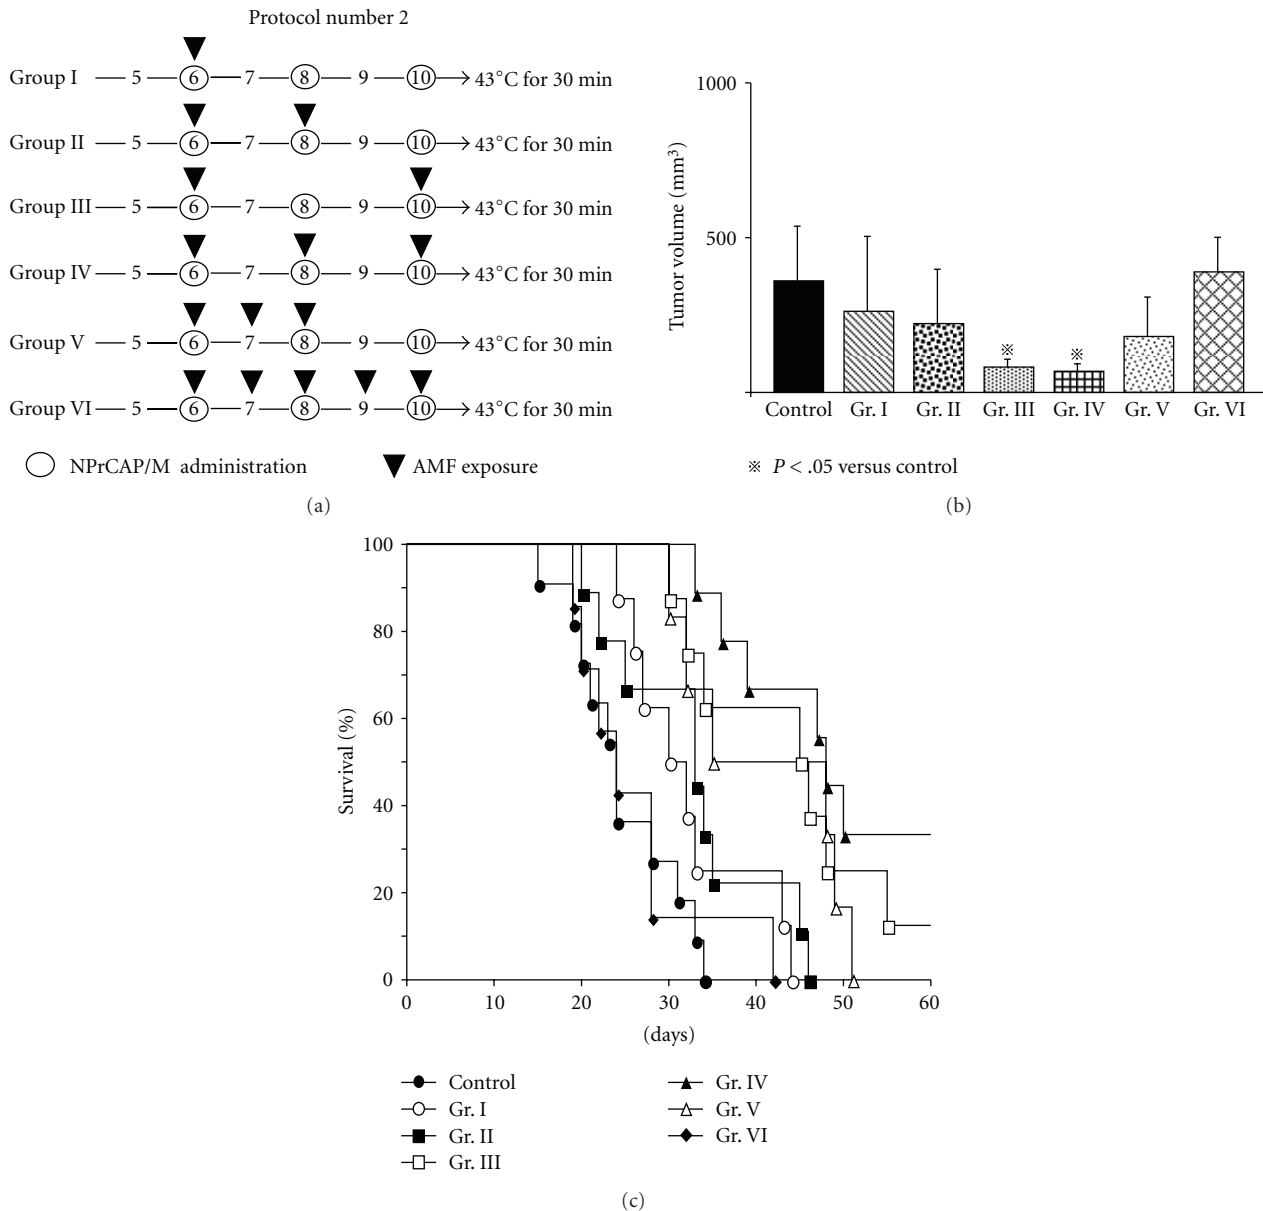 Protocol number 2
Group I 5 6 7 8 9 10 43°C for 30 min
Group II 5 6 7 8 9 10 43°C for 30 min
Group III 5 6 7 8 9 10 43°C for 30 min
Group IV 5 6 7 8 9 10 43°C for 30 min
Group V 5 6 7 8 9 10 43°C for 30 min
Group VI 5 6 7 8 9 10 43°C for 30 min
NPrCAP/M administration AMF exposure
(a)
Tumor volume (mm³)
1000
500
※ ※
Control Gr. I Gr. II Gr. III Gr. IV Gr. V Gr. VI
※ P < .05 versus control
(b)
Survival (%)
100
80
60
40
20
0
0 10 20 30 40 50 60
(days)
Control
Gr. I
Gr. II
Gr. III
Gr. IV
Gr. V
Gr. VI
(c)